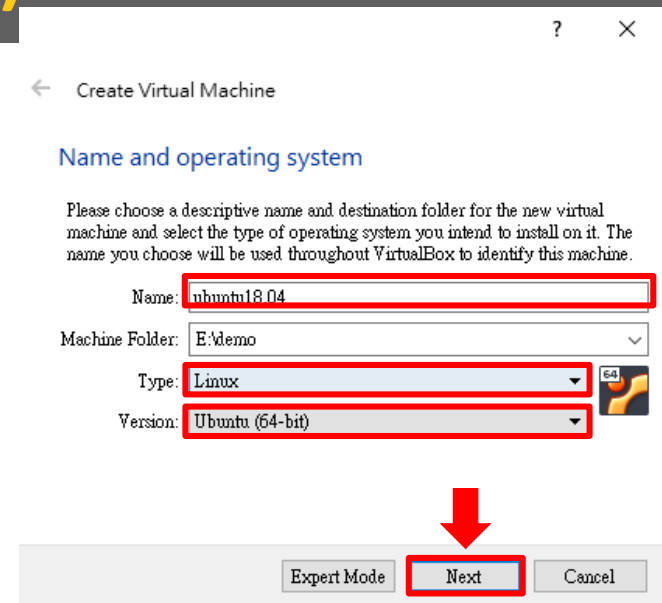 ?
Create Virtual Machine
Name and operating system
Please choose a descriptive name and destination folder for the new virtual
machine and select the type of operating system you intend to install on it. The
name you choose will be used throughout VirtualBox to identify this machine.
Name: ubuntu18.04
Machine Folder: E:\demo
Type: Linux
64
Version: Ubuntu (64-bit)
Expert Mode Next Cancel